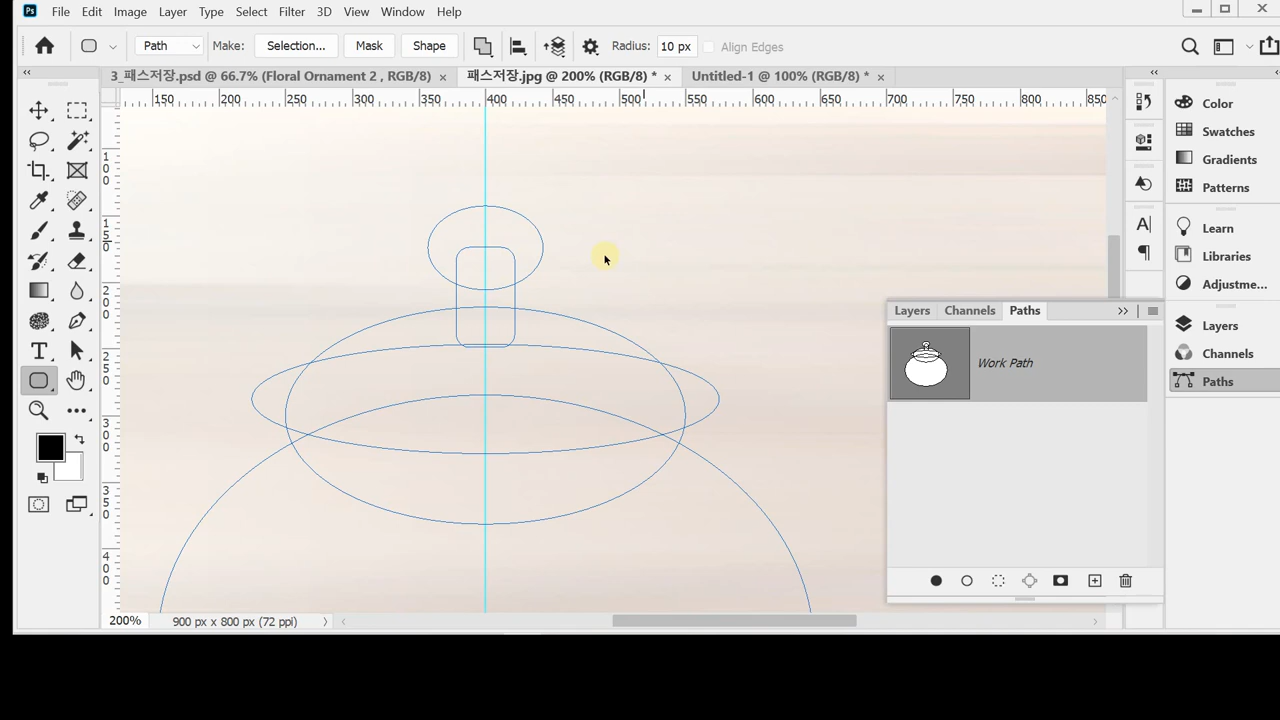 Ps File Edit Image Layer Type Select Filter 3D View Window Help
Path Make: Selection... Mask Shape Radius: 10 px Align Edges
3_패스저장.psd @ 66.7% (Floral Ornament 2 , RGB/8) × 패스저장.jpg @ 200% (RGB/8) * × Untitled-1 @ 100% (RGB/8) * ×
150 200 250 300 350 400 450 500 550 600 650 700 750 800 850
100
150
200
250
300
350
400
Color
Swatches
Gradients
Patterns
Learn
Libraries
Adjustme...
Layers
Channels
Paths
Layers Channels Paths
Work Path
200% 900 px x 800 px (72 ppi)